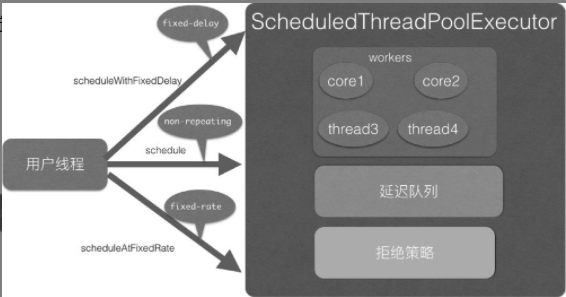 fixed-delay
ScheduledThreadPoolExecutor
workers
core1
core2
scheduleWithFixedDelay
non-repeating
thread3
thread4
schedule
用户线程
延迟队列
fixed-rate
scheduleAtFixedRate
拒绝策略